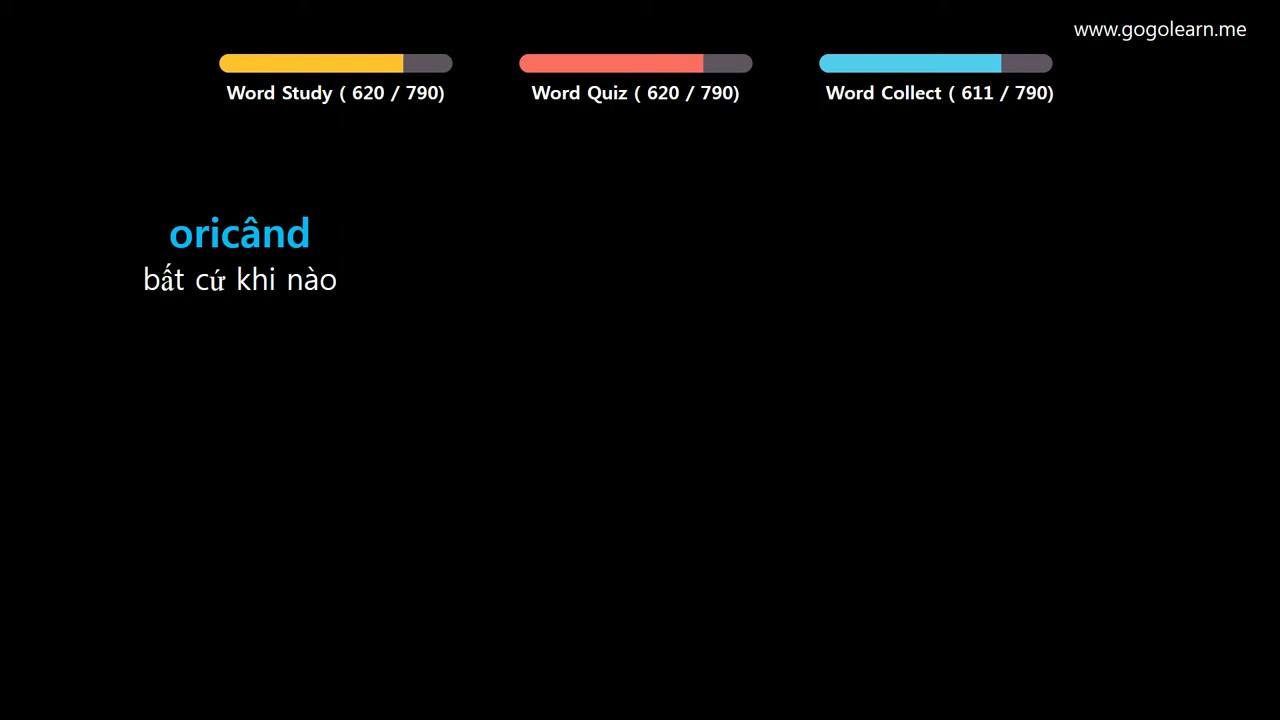 www.gogolearn.me
Word Study ( 620 / 790)
Word Quiz ( 620 / 790)
Word Collect ( 611 / 790)
oricând
bất cứ khi nào